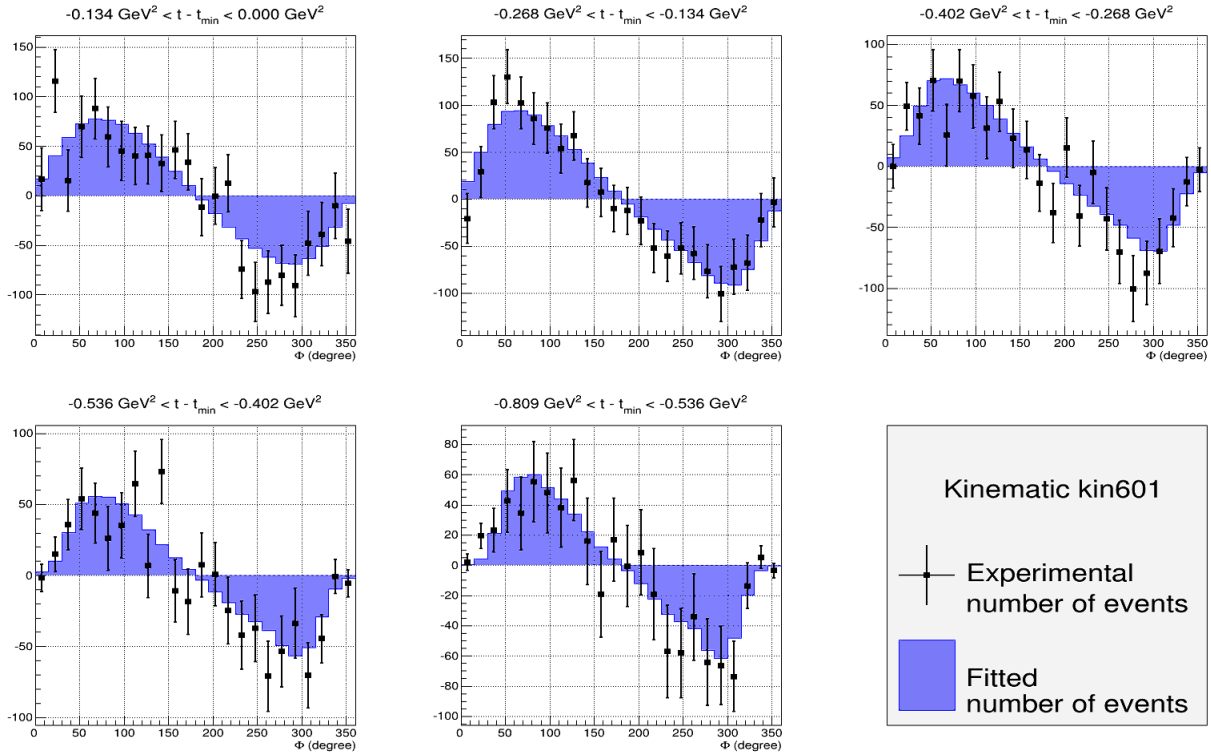 -0.134 GeV² < t - t_min < 0.000 GeV²
150
100
50
0
-50
-100
0 50 100 150 200 250 300 350
Φ (degree)
-0.268 GeV² < t - t_min < -0.134 GeV²
150
100
50
0
-50
-100
0 50 100 150 200 250 300 350
Φ (degree)
-0.402 GeV² < t - t_min < -0.268 GeV²
100
50
0
-50
-100
0 50 100 150 200 250 300 350
Φ (degree)
-0.536 GeV² < t - t_min < -0.402 GeV²
100
50
0
-50
-100
0 50 100 150 200 250 300 350
Φ (degree)
-0.809 GeV² < t - t_min < -0.536 GeV²
80
60
40
20
0
-20
-40
-60
-80
-100
0 50 100 150 200 250 300 350
Φ (degree)
Kinematic kin601
Experimental
number of events
Fitted
number of events